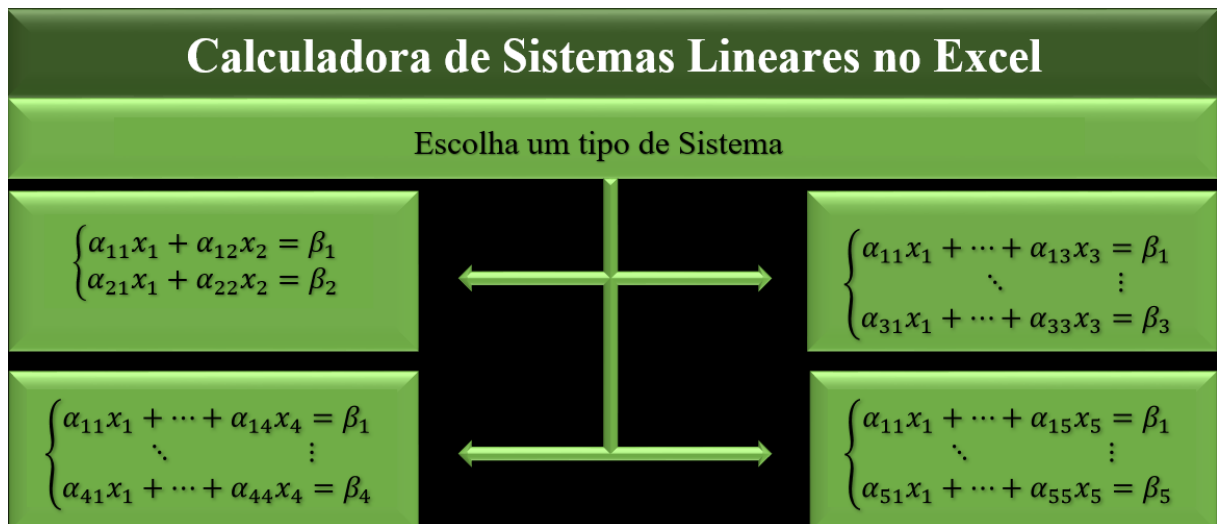 Calculadora de Sistemas Lineares no Excel
Escolha um tipo de Sistema
α₁₁x₁ + α₁₂x₂ = β₁
α₂₁x₁ + α₂₂x₂ = β₂
α₁₁x₁ + ⋯ + α₁₃x₃ = β₁
⋱ ⋮
α₃₁x₁ + ⋯ + α₃₃x₃ = β₃
α₁₁x₁ + ⋯ + α₁₄x₄ = β₁
⋱ ⋮
α₄₁x₁ + ⋯ + α₄₄x₄ = β₄
α₁₁x₁ + ⋯ + α₁₅x₅ = β₁
⋱ ⋮
α₅₁x₁ + ⋯ + α₅₅x₅ = β₅